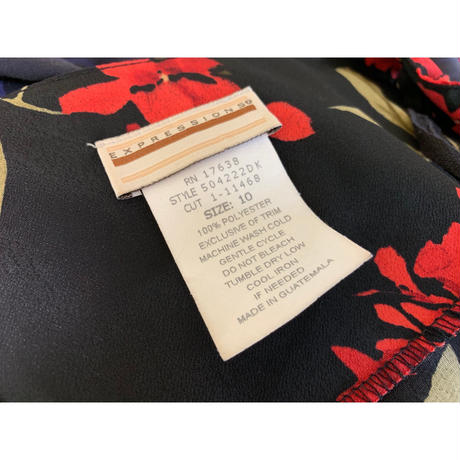 EXPRESSIONS®
RN 17638
STYLE 504222DK
CUT 1-11468
SIZE: 10
100% POLYESTER
EXCLUSIVE OF TRIM
MACHINE WASH COLD
GENTLE CYCLE
DO NOT BLEACH
TUMBLE DRY LOW
COOL IRON
IF NEEDED
MADE IN GUATEMALA